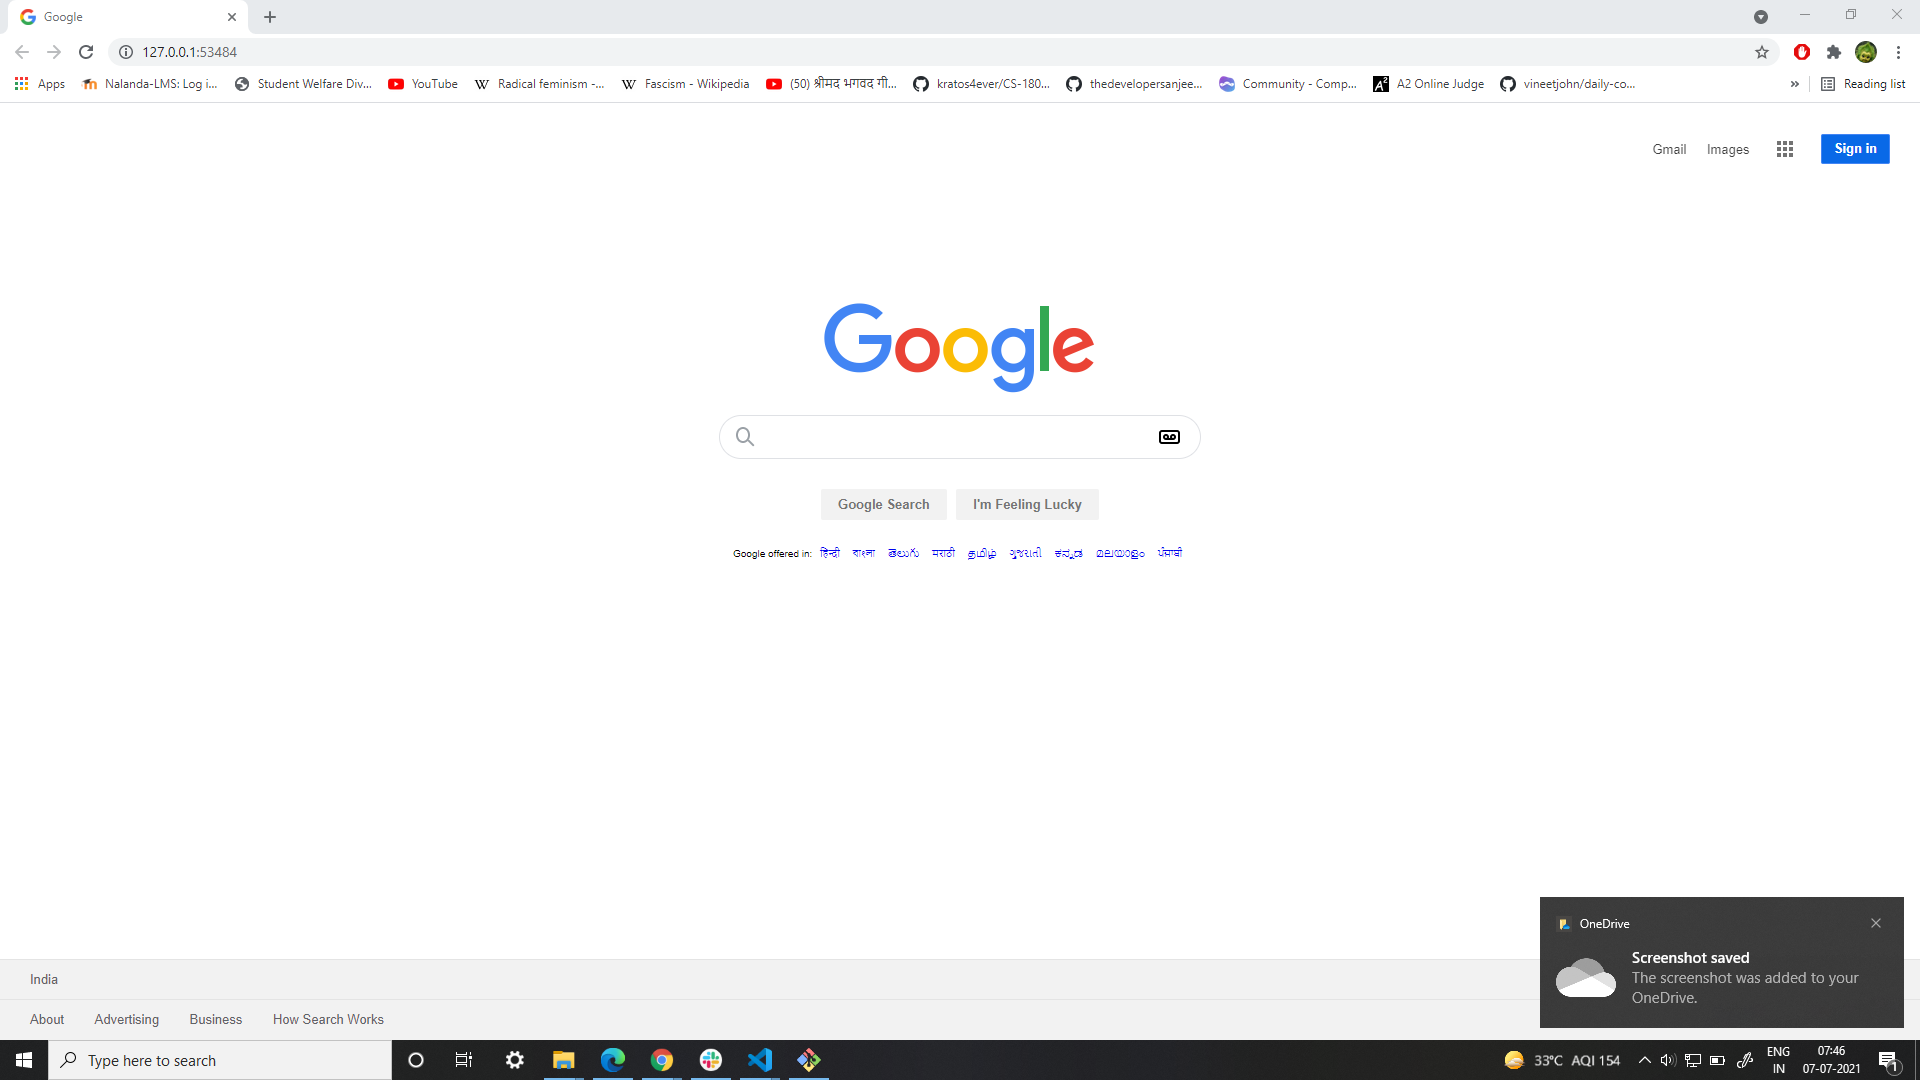 Google
127.0.0.1:53484
Apps
Nalanda-LMS: Log i...
Student Welfare Div...
YouTube
Radical feminism -...
Fascism - Wikipedia
(50) श्रीमद भगवद गी...
kratos4ever/CS-180...
thedevelopersanjee...
Community - Comp...
A2 Online Judge
vineetjohn/daily-co...
»
Reading list
Gmail
Images
Sign in
Google
Google Search
I'm Feeling Lucky
Google offered in: हिन्दी বাংলা తెలుగు मराठी தமிழ் ગુજરાતી ಕನ್ನಡ മലയാളം ਪੰਜਾਬੀ
OneDrive
Screenshot saved
The screenshot was added to your
OneDrive.
India
About
Advertising
Business
How Search Works
Type here to search
33°C AQI 154
ENG
IN
07:46
07-07-2021
1